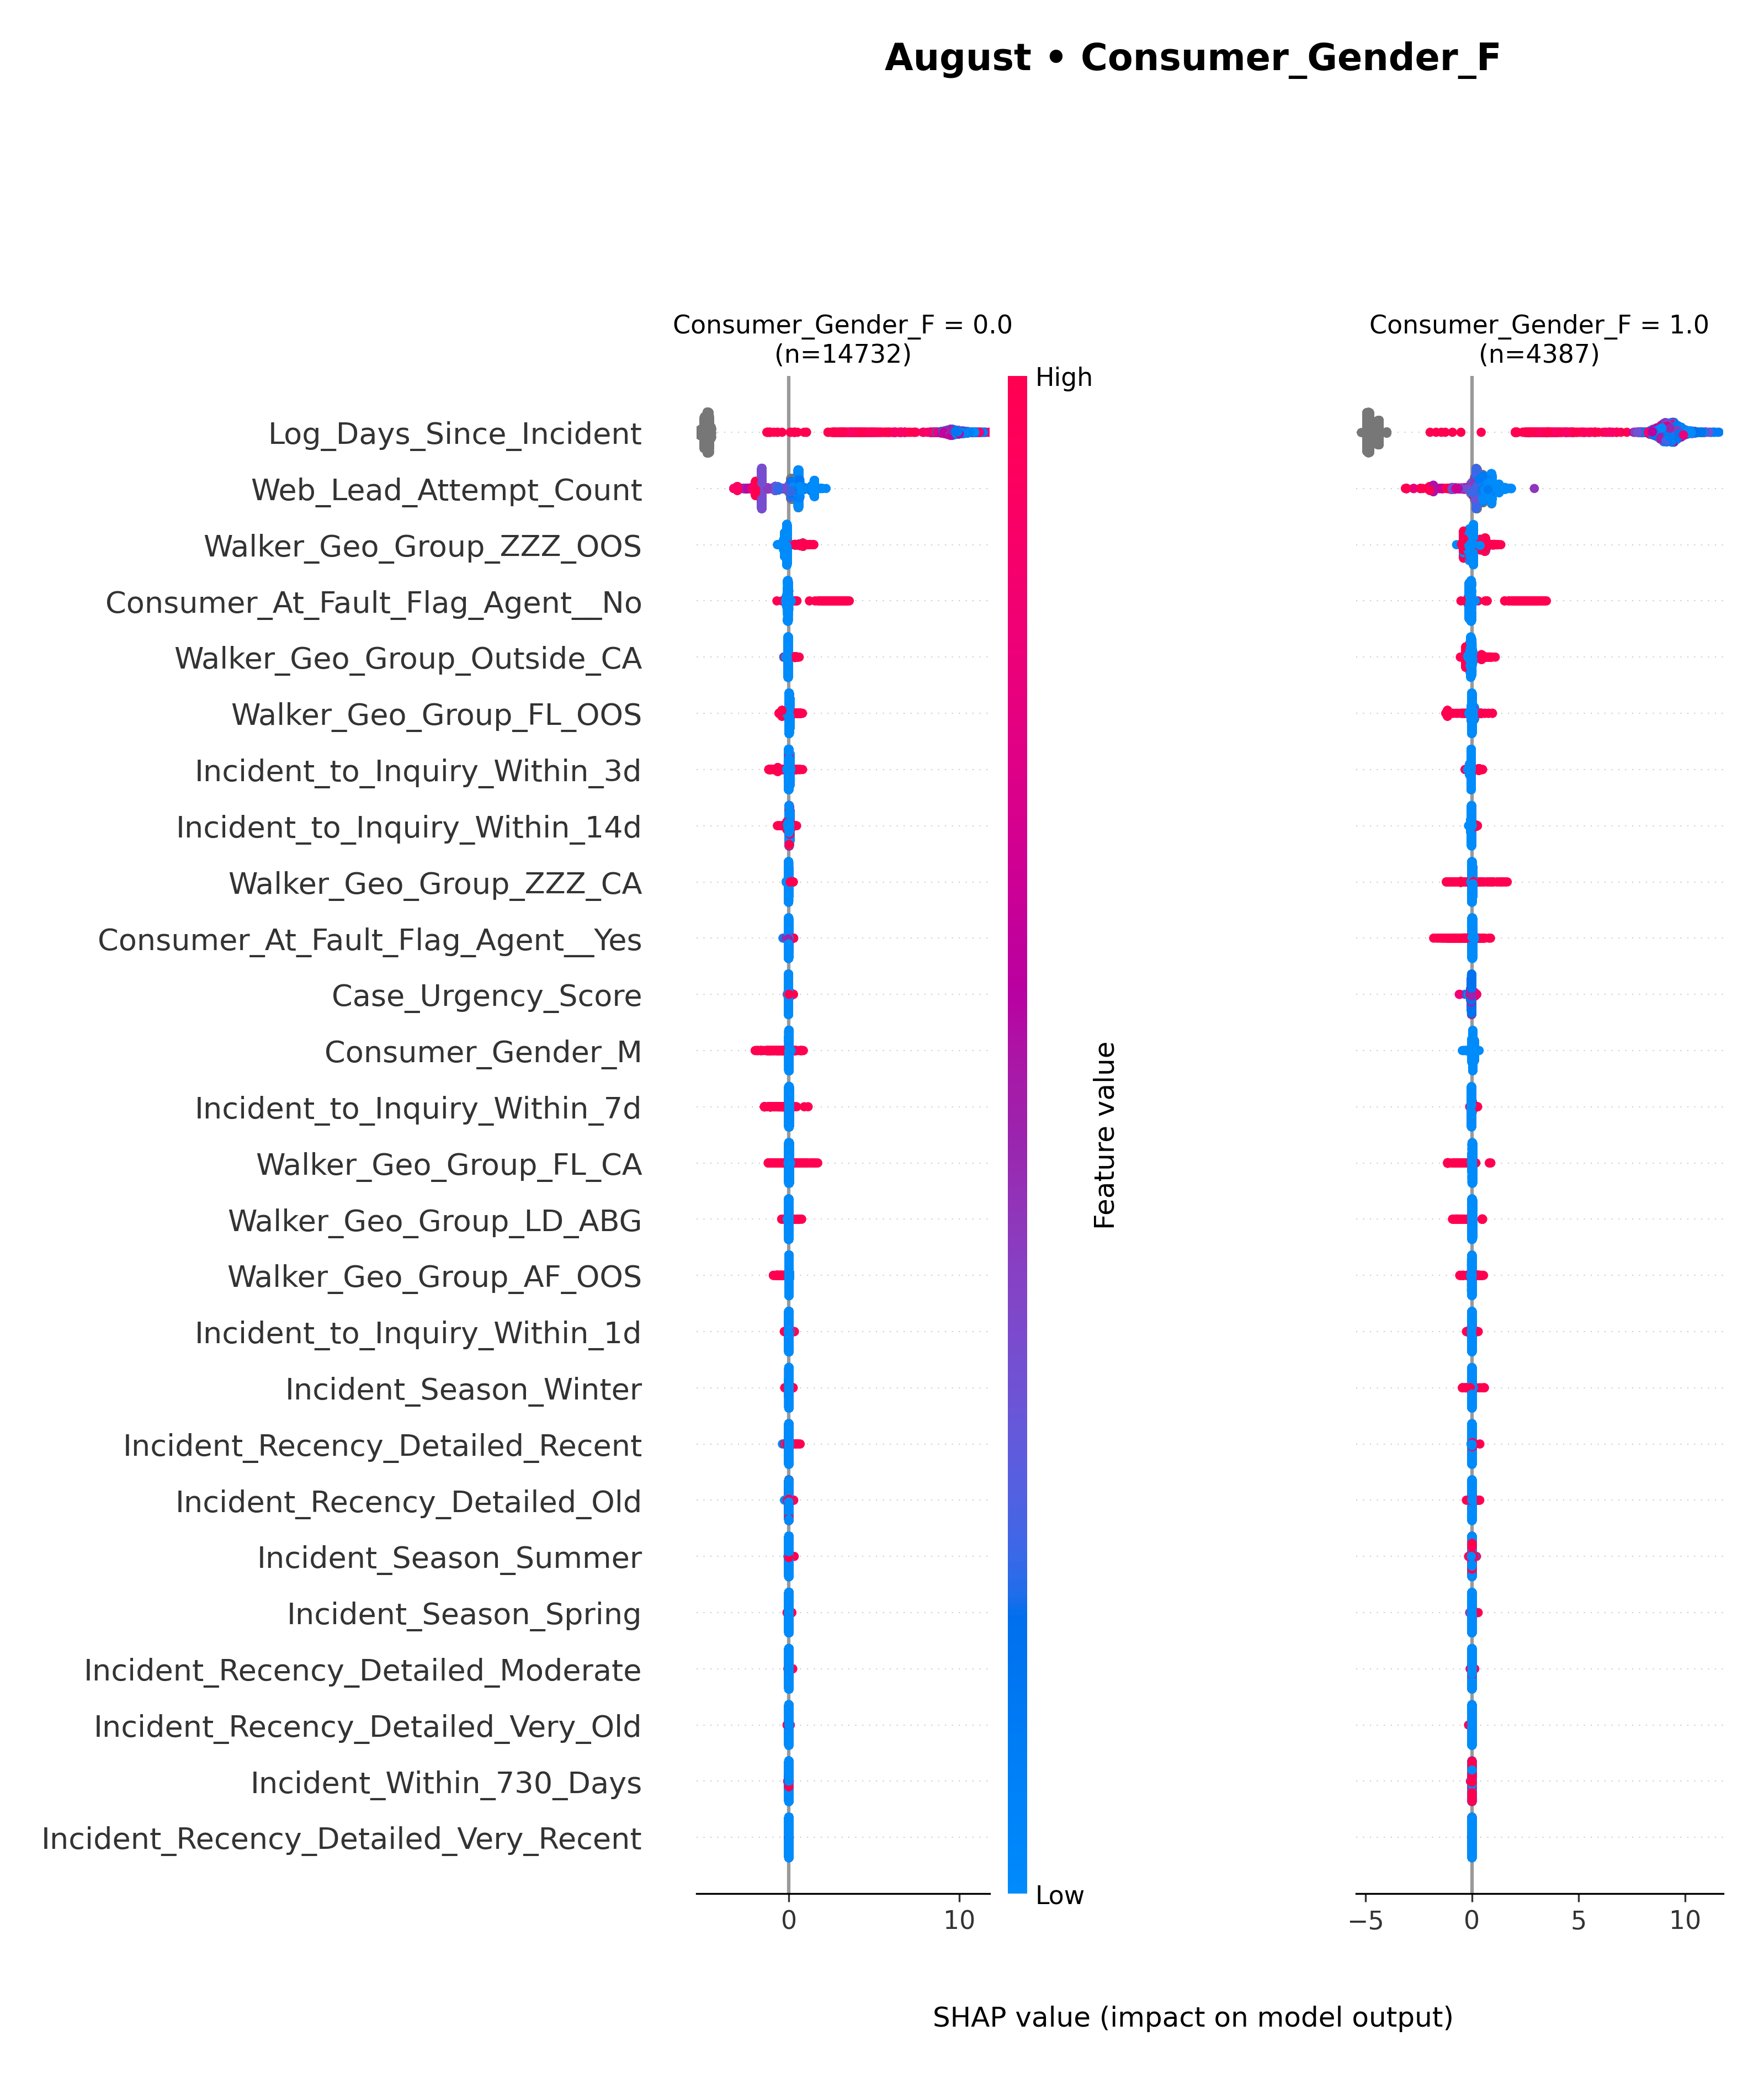 August • Consumer_Gender_F
Consumer_Gender_F = 0.0
(n=14732)
Consumer_Gender_F = 1.0
(n=4387)
High
Log_Days_Since_Incident
Web_Lead_Attempt_Count
Walker_Geo_Group_ZZZ_OOS
Consumer_At_Fault_Flag_Agent__No
Walker_Geo_Group_Outside_CA
Walker_Geo_Group_FL_OOS
Incident_to_Inquiry_Within_3d
Incident_to_Inquiry_Within_14d
Walker_Geo_Group_ZZZ_CA
Consumer_At_Fault_Flag_Agent__Yes
Case_Urgency_Score
Consumer_Gender_M
Incident_to_Inquiry_Within_7d
Walker_Geo_Group_FL_CA
Walker_Geo_Group_LD_ABG
Walker_Geo_Group_AF_OOS
Incident_to_Inquiry_Within_1d
Incident_Season_Winter
Incident_Recency_Detailed_Recent
Incident_Recency_Detailed_Old
Incident_Season_Summer
Incident_Season_Spring
Incident_Recency_Detailed_Moderate
Incident_Recency_Detailed_Very_Old
Incident_Within_730_Days
Incident_Recency_Detailed_Very_Recent
Feature value
Low
0 10
−5 0 5 10
SHAP value (impact on model output)